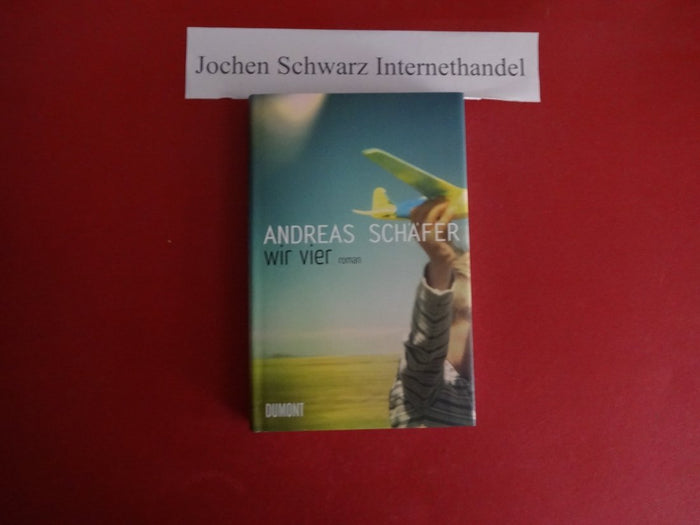 Jochen Schwarz Internethandel
ANDREAS SCHÄFER
wir vier roman
DUMONT